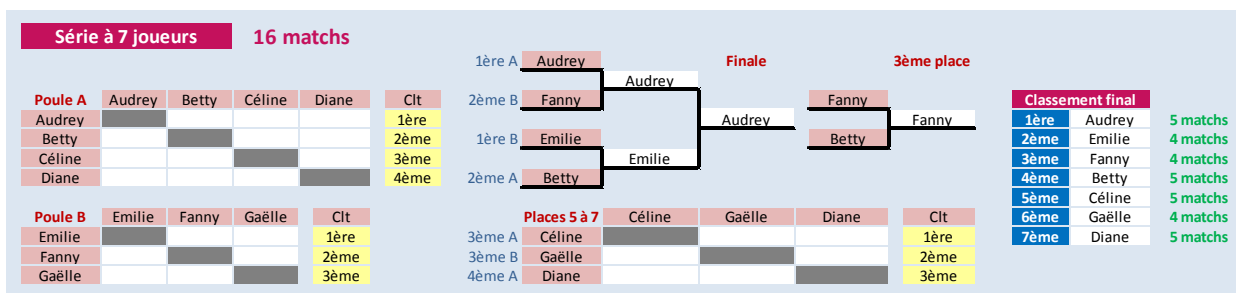 Série à 7 joueurs 16 matchs
1ère A Audrey Finale 3ème place
Audrey
Poule A Audrey Betty Céline Diane Clt 2ème B Fanny Fanny Classement final
Audrey 1ère Audrey Fanny 1ère Audrey 5 matchs
Betty 2ème 1ère B Emilie Betty 2ème Emilie 4 matchs
Céline 3ème Emilie 3ème Fanny 4 matchs
Diane 4ème 2ème A Betty 4ème Betty 5 matchs
5ème Céline 5 matchs
Poule B Emilie Fanny Gaëlle Clt Places 5 à 7 Céline Gaëlle Diane Clt 6ème Gaëlle 4 matchs
Emilie 1ère 3ème A Céline 1ère 7ème Diane 5 matchs
Fanny 2ème 3ème B Gaëlle 2ème
Gaëlle 3ème 4ème A Diane 3ème